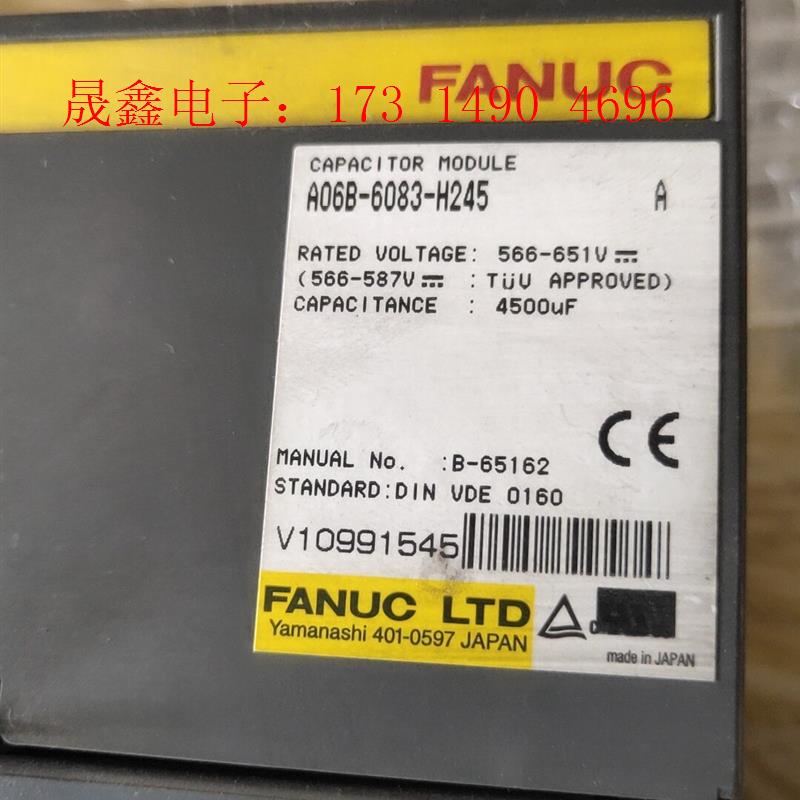 FANUC
晟鑫电子：173 1490 4696
CAPACITOR MODULE
A06B-6083-H245 A
RATED VOLTAGE: 566-651V⎓
(566-587V⎓ : TüV APPROVED)
CAPACITANCE : 4500uF
CE
MANUAL No. :B-65162
STANDARD:DIN VDE 0160
V10991545
FANUC LTD
Yamanashi 401-0597 JAPAN
made in JAPAN